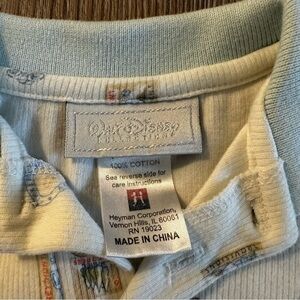 Walt Disney
COLLECTIONS
100% COTTON
See reverse side for
care instructions
Heyman Corporation,
Vernon Hills, IL 60061
RN 19023
MADE IN CHINA